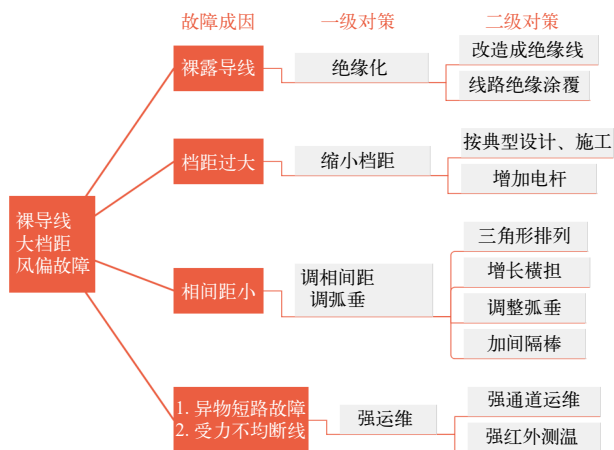 故障成因 一级对策 二级对策
裸露导线
绝缘化
改造成绝缘线
线路绝缘涂覆
档距过大
缩小档距
按典型设计、施工
增加电杆
裸导线
大档距
风偏故障
相间距小
调相间距
调弧垂
三角形排列
增长横担
调整弧垂
加间隔棒
1. 异物短路故障
2. 受力不均断线
强运维
强通道运维
强红外测温